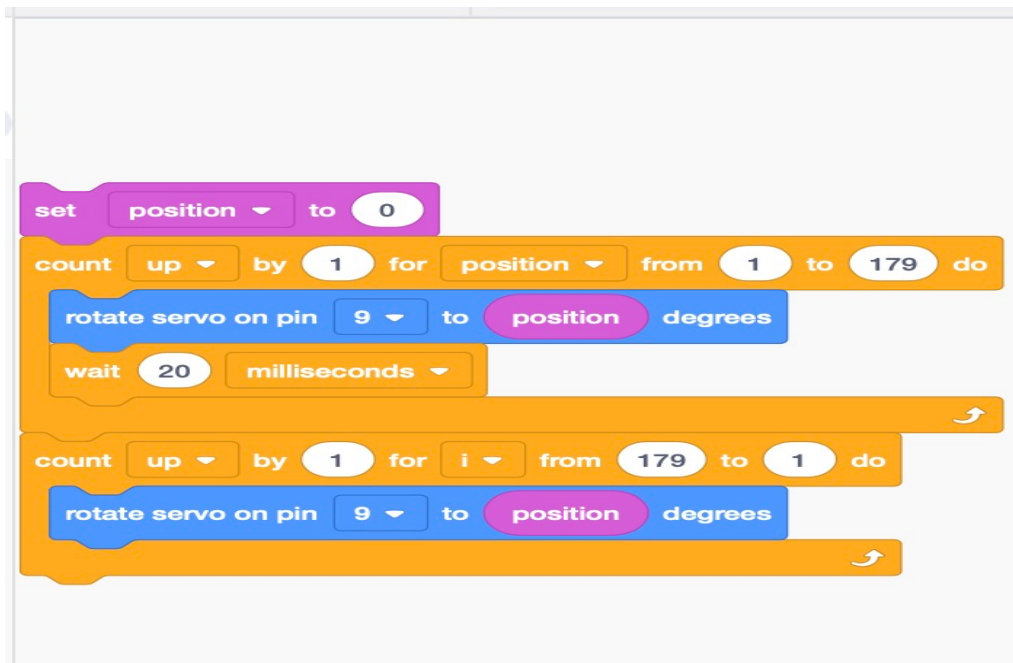 set position to 0
count up by 1 for position from 1 to 179 do
rotate servo on pin 9 to position degrees
wait 20 milliseconds
count up by 1 for i from 179 to 1 do
rotate servo on pin 9 to position degrees